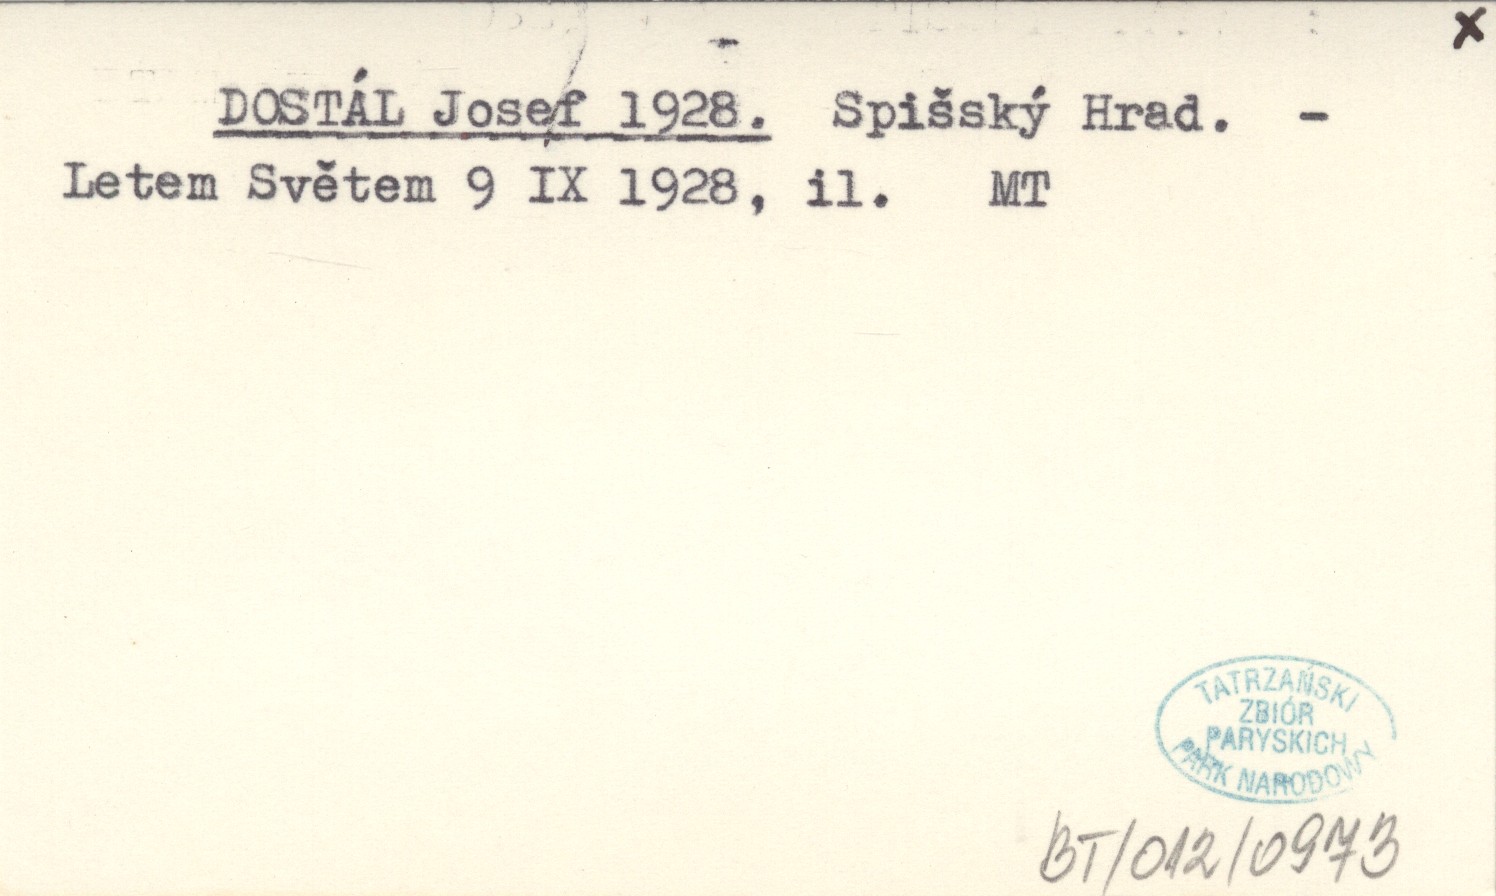 x
DOSTÁL Josef 1928. Spišský Hrad. -
Letem Světem 9 IX 1928, il. MT
TATRZAŃSKI
ZBIÓR
PARYSKICH
PARK NARODOWY
BT/012/0973